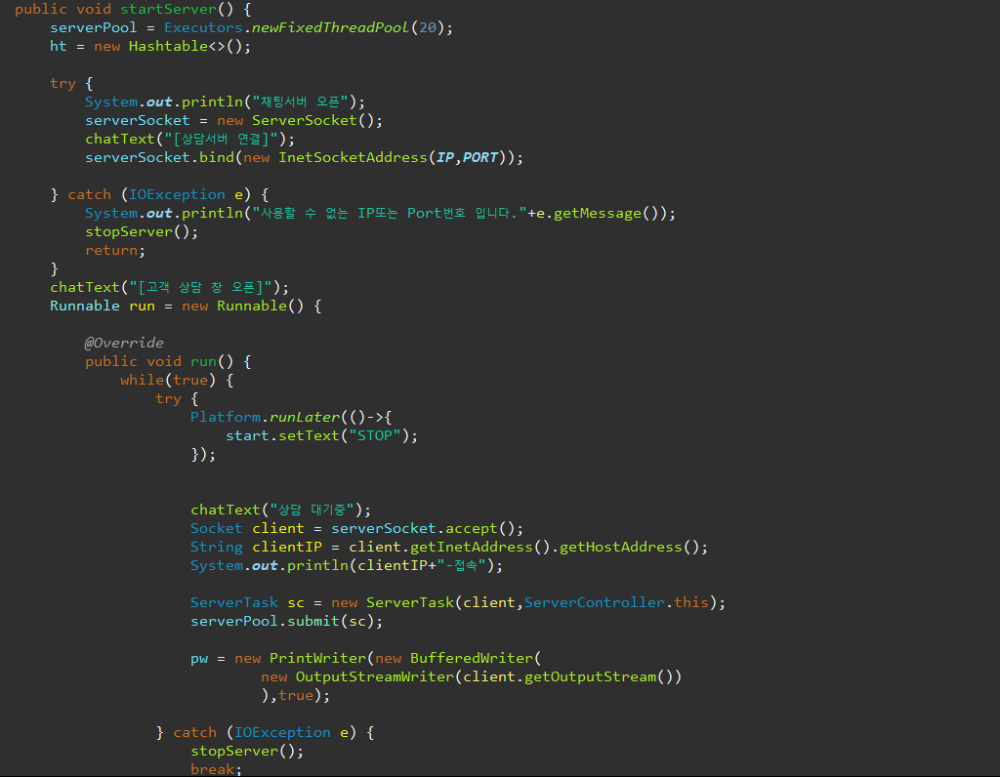 public void startServer() {
serverPool = Executors.newFixedThreadPool(20);
ht = new Hashtable<>();
try {
System.out.println("채팅서버 오픈");
serverSocket = new ServerSocket();
chatText("[상담서버 연결]");
serverSocket.bind(new InetSocketAddress(IP,PORT));
} catch (IOException e) {
System.out.println("사용할 수 없는 IP또는 Port번호 입니다."+e.getMessage());
stopServer();
return;
}
chatText("[고객 상담 창 오픈]");
Runnable run = new Runnable() {
@Override
public void run() {
while(true) {
try {
Platform.runLater(()->{
start.setText("STOP");
});
chatText("상담 대기중");
Socket client = serverSocket.accept();
String clientIP = client.getInetAddress().getHostAddress();
System.out.println(clientIP+"-접속");
ServerTask sc = new ServerTask(client,ServerController.this);
serverPool.submit(sc);
pw = new PrintWriter(new BufferedWriter(
new OutputStreamWriter(client.getOutputStream())
),true);
} catch (IOException e) {
stopServer();
break;